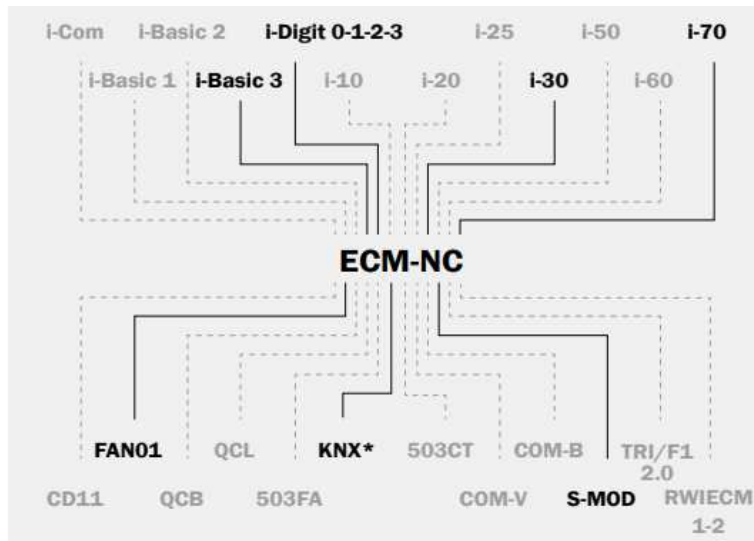 i-Com i-Basic 2 i-Digit 0-1-2-3 i-25 i-50 i-70
i-Basic 1 i-Basic 3 i-10 i-20 i-30 i-60
ECM-NC
FAN01 QCL KNX* 503CT COM-B TRI/F1
2.0
CD11 QCB 503FA COM-V S-MOD RWIECM
1-2